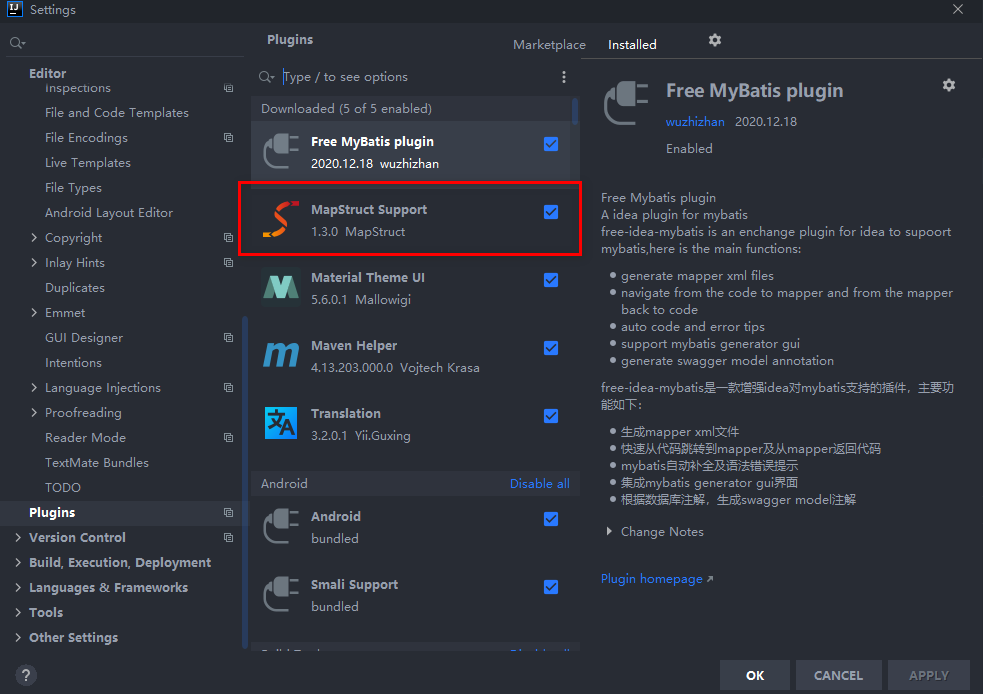 Settings
Editor
Inspections
File and Code Templates
File Encodings
Live Templates
File Types
Android Layout Editor
Copyright
Inlay Hints
Duplicates
Emmet
GUI Designer
Intentions
Language Injections
Proofreading
Reader Mode
TextMate Bundles
TODO
Plugins
Version Control
Build, Execution, Deployment
Languages & Frameworks
Tools
Other Settings
Plugins
Marketplace
Installed
Type / to see options
Downloaded (5 of 5 enabled)
Free MyBatis plugin
2020.12.18 wuzhizhan
MapStruct Support
1.3.0 MapStruct
Material Theme UI
5.6.0.1 Mallowigi
Maven Helper
4.13.203.000.0 Vojtech Krasa
Translation
3.2.0.1 Yii.Guxing
Android Disable all
Android
bundled
Smali Support
bundled
Free MyBatis plugin
wuzhizhan 2020.12.18
Enabled
Free Mybatis plugin
A idea plugin for mybatis
free-idea-mybatis is an enchange plugin for idea to supoort
mybatis,here is the main functions:
generate mapper xml files
navigate from the code to mapper and from the mapper
back to code
auto code and error tips
support mybatis generator gui
generate swagger model annotation
free-idea-mybatis是一款增强idea对mybatis支持的插件，主要功
能如下：
生成mapper xml文件
快速从代码跳转到mapper及从mapper返回代码
mybatis自动补全及语法错误提示
集成mybatis generator gui界面
根据数据库注解，生成swagger model注解
Change Notes
Plugin homepage
?
OK
CANCEL
APPLY